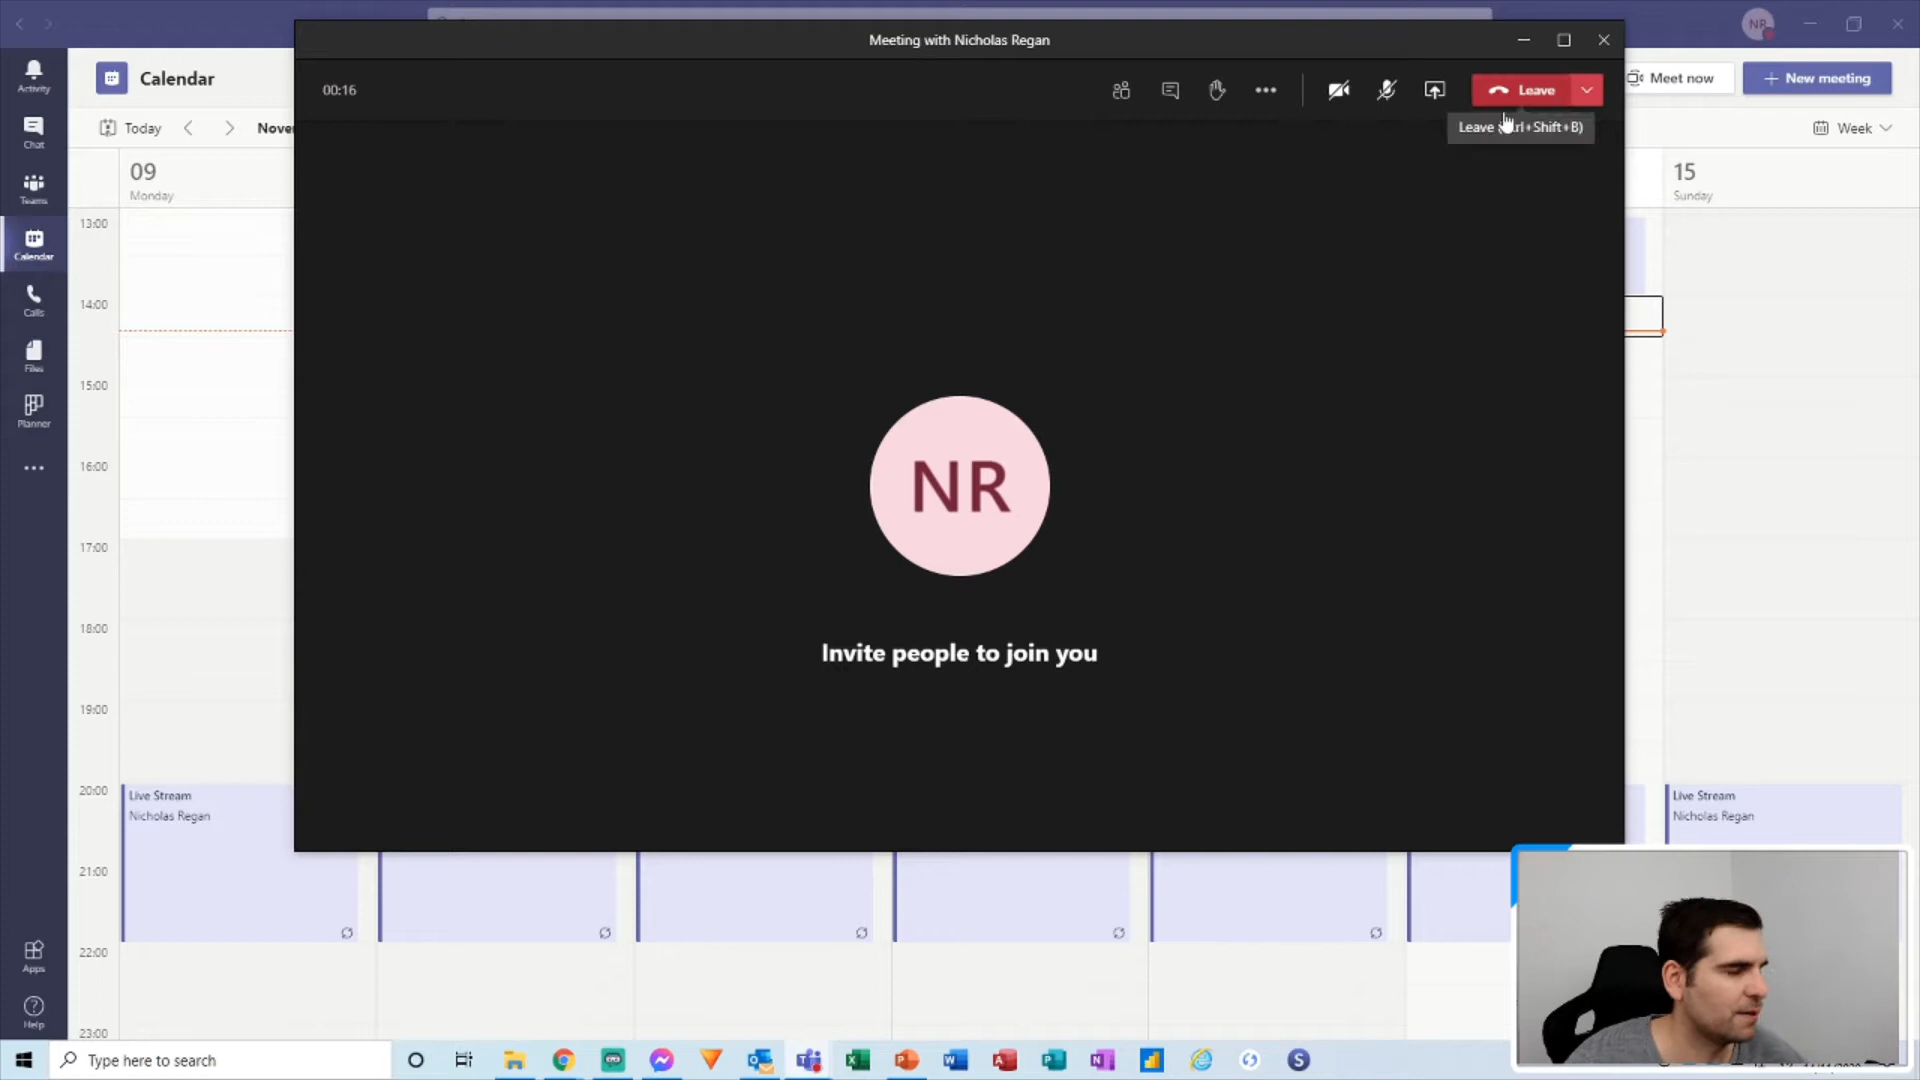 NR
Meeting with Nicholas Regan
Activity
Calendar
00:16
Leave
Meet now
New meeting
Chat
Today
Week
09
Monday
15
Sunday
Teams
13:00
Calendar
14:00
Calls
Files
15:00
Planner
16:00
NR
17:00
18:00
Invite people to join you
19:00
20:00
Live Stream
Nicholas Regan
Live Stream
Nicholas Regan
21:00
22:00
Apps
Help
23:00
Type here to search